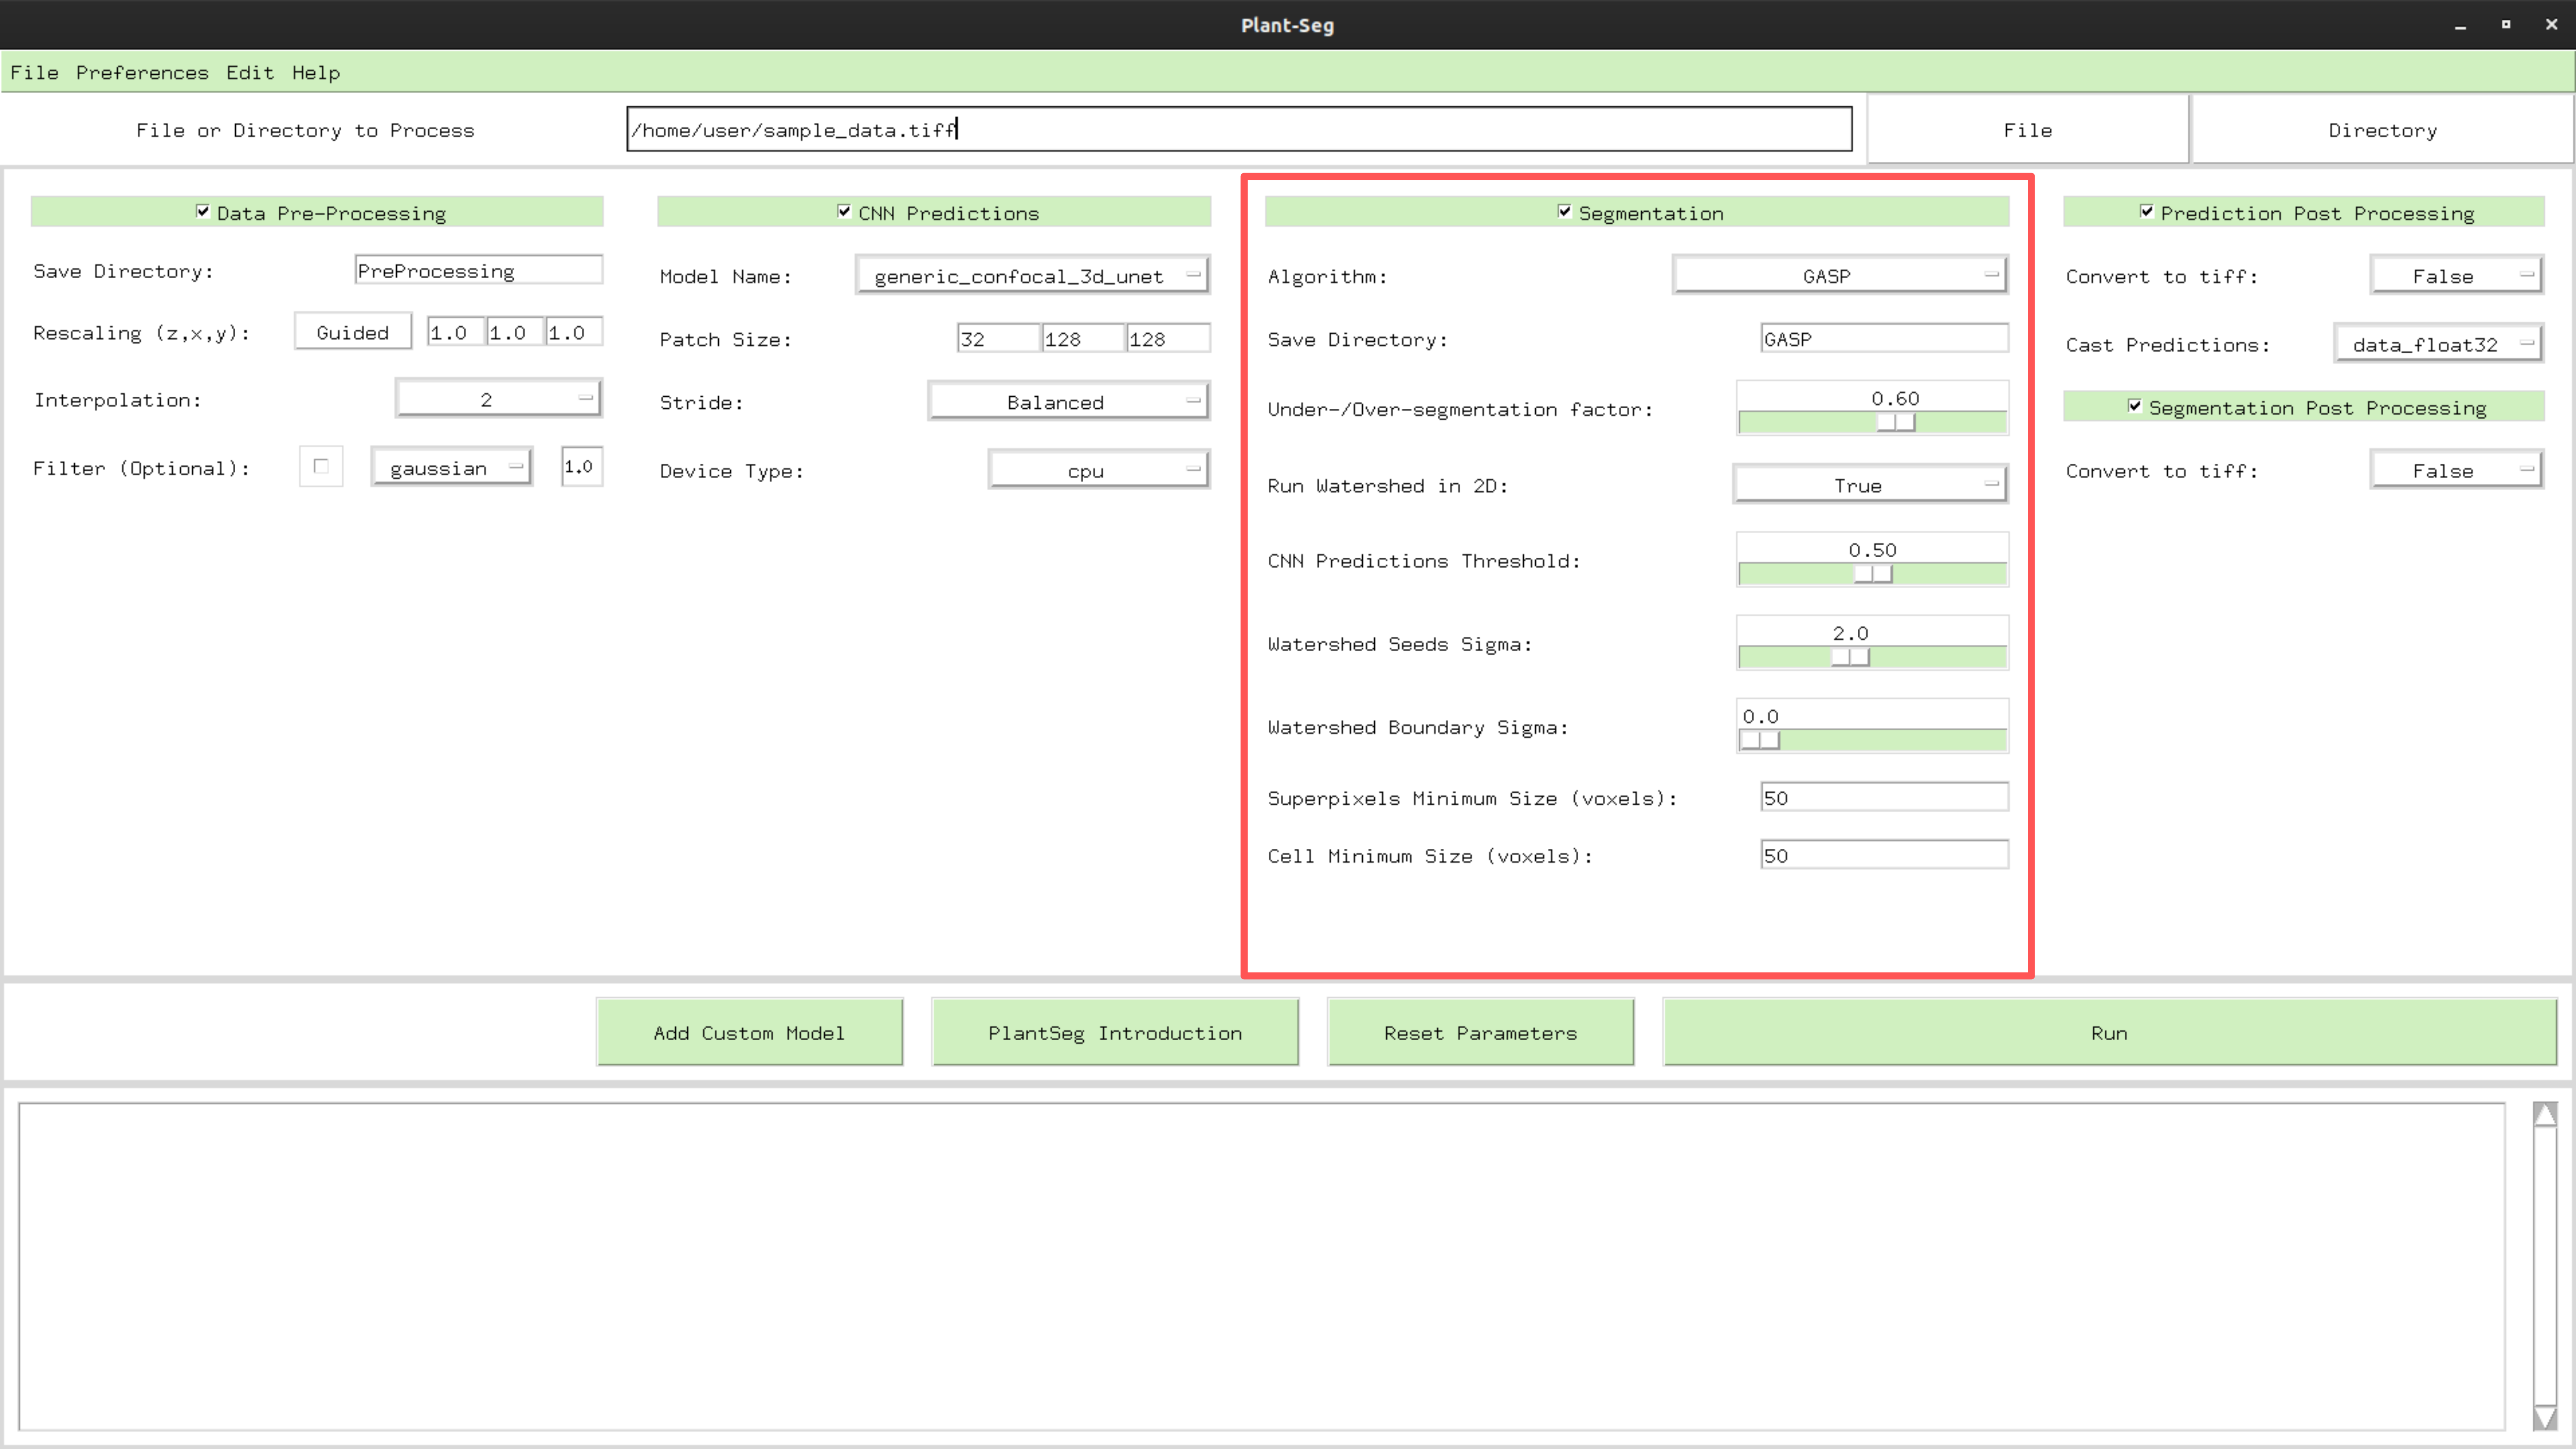 Plant-Seg
File Preferences Edit Help
File or Directory to Process /home/user/sample_data.tiff File Directory
Data Pre-Processing
Save Directory: PreProcessing
Rescaling (z,x,y): Guided 1.0 1.0 1.0
Interpolation: 2
Filter (Optional): gaussian 1.0
CNN Predictions
Model Name: generic_confocal_3d_unet
Patch Size: 32 128 128
Stride: Balanced
Device Type: cpu
Segmentation
Algorithm: GASP
Save Directory: GASP
Under-/Over-segmentation factor: 0.60
Run Watershed in 2D: True
CNN Predictions Threshold: 0.50
Watershed Seeds Sigma: 2.0
Watershed Boundary Sigma: 0.0
Superpixels Minimum Size (voxels): 50
Cell Minimum Size (voxels): 50
Prediction Post Processing
Convert to tiff: False
Cast Predictions: data_float32
Segmentation Post Processing
Convert to tiff: False
Add Custom Model PlantSeg Introduction Reset Parameters Run